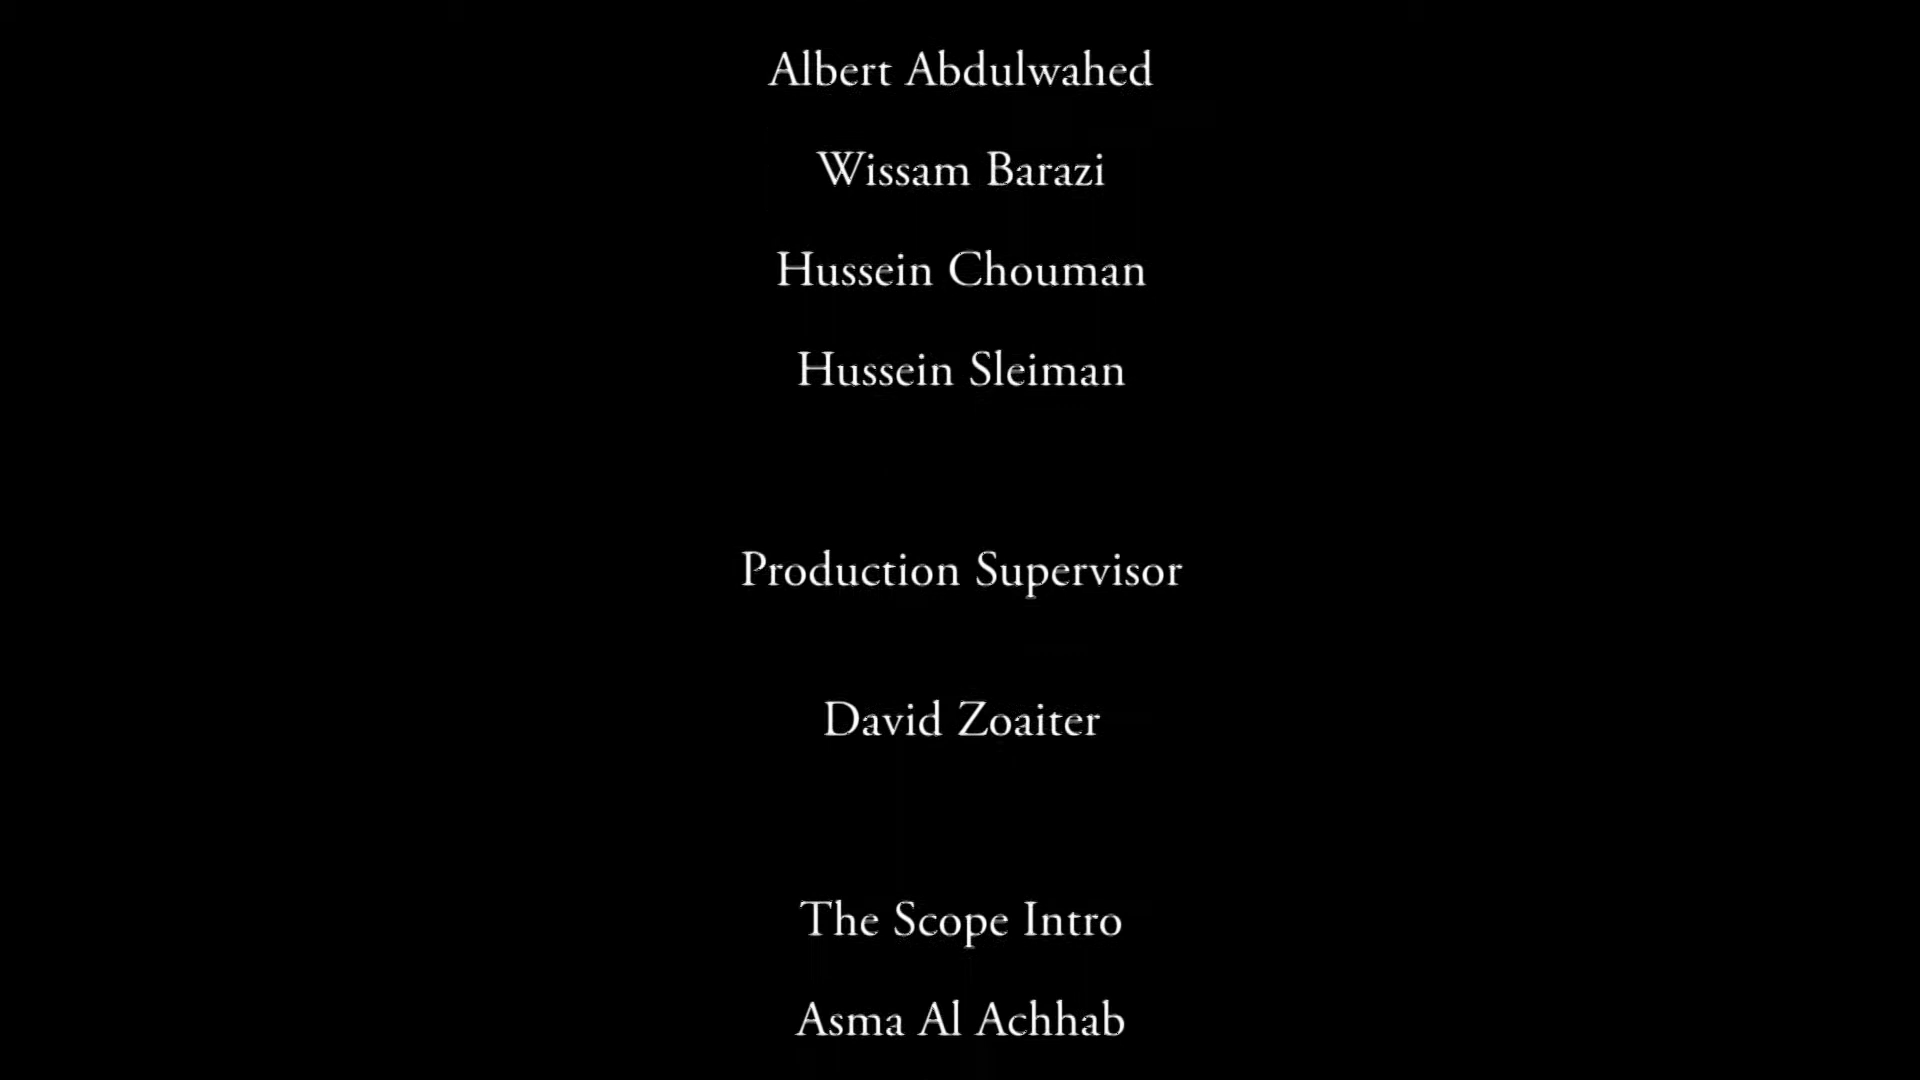 Albert Abdulwahed
Wissam Barazi
Hussein Chouman
Hussein Sleiman
Production Supervisor
David Zoaiter
The Scope Intro
Asma Al Achhab